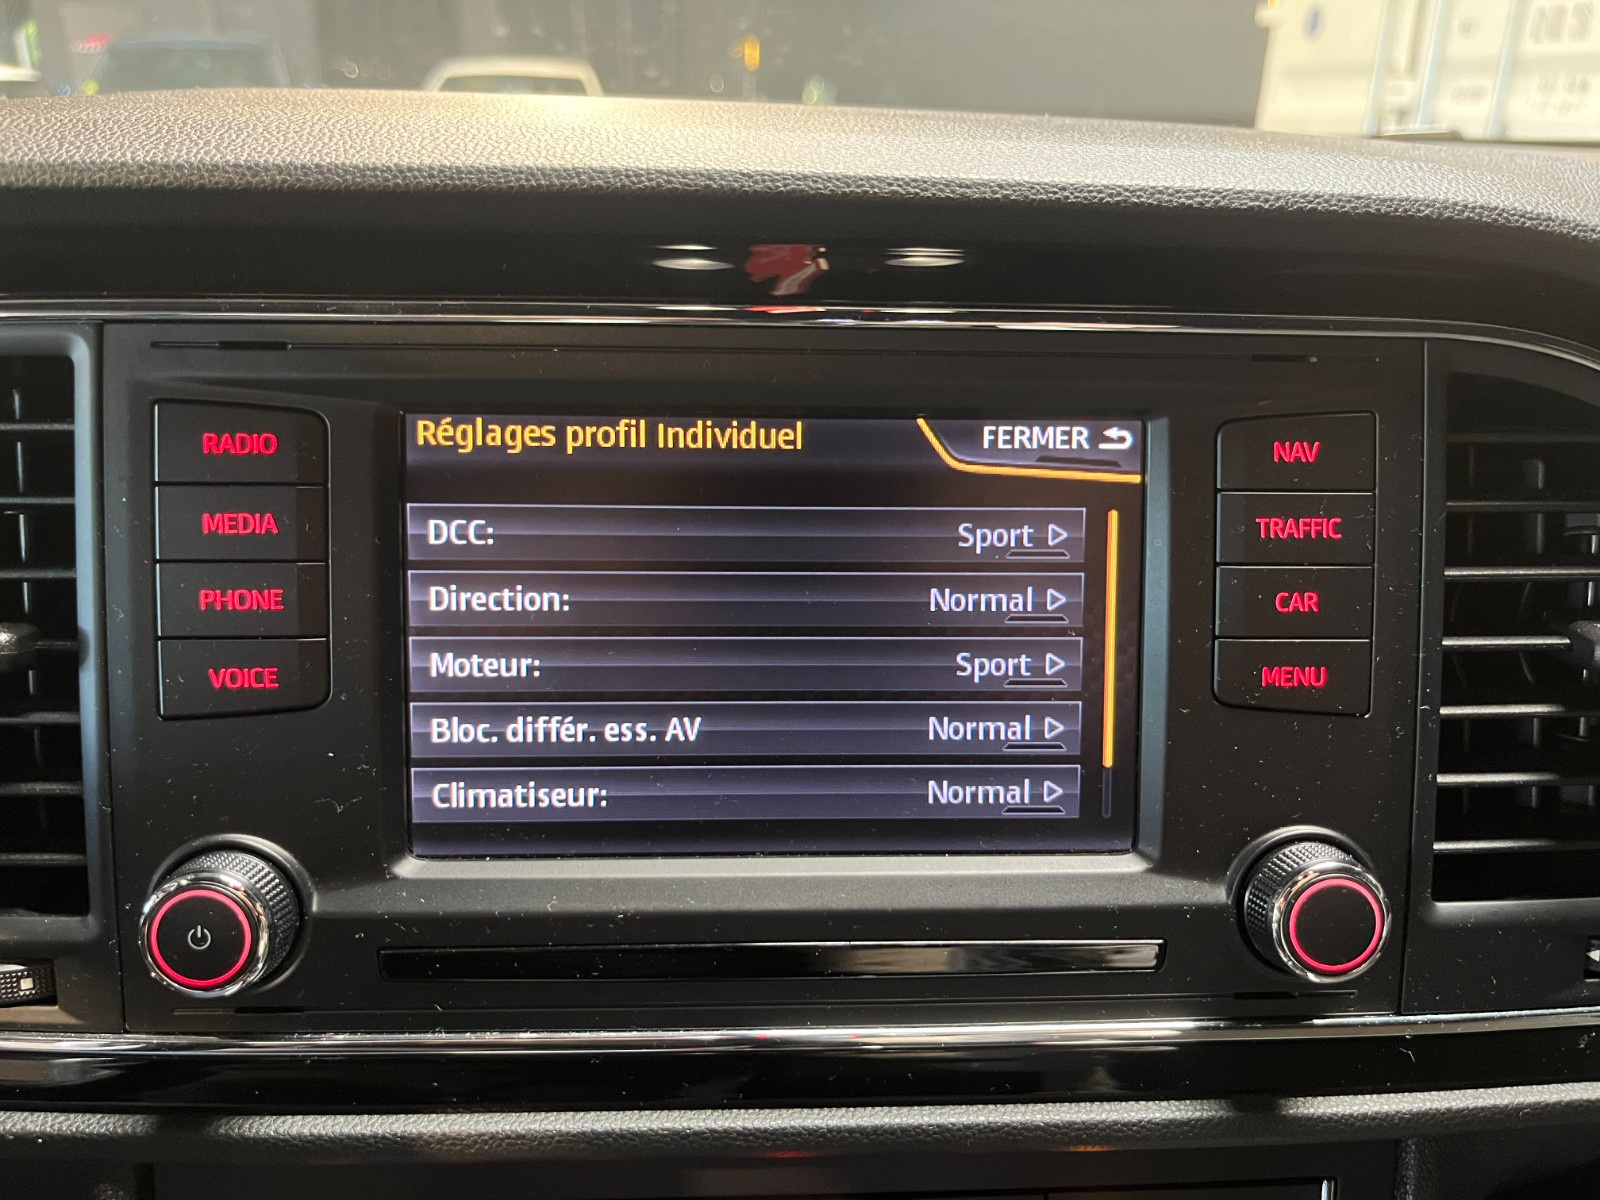 Réglages profil Individuel
FERMER
RADIO
MEDIA
PHONE
VOICE
DCC: Sport
Direction: Normal
Moteur: Sport
Bloc. différ. ess. AV Normal
Climatiseur: Normal
NAV
TRAFFIC
CAR
MENU